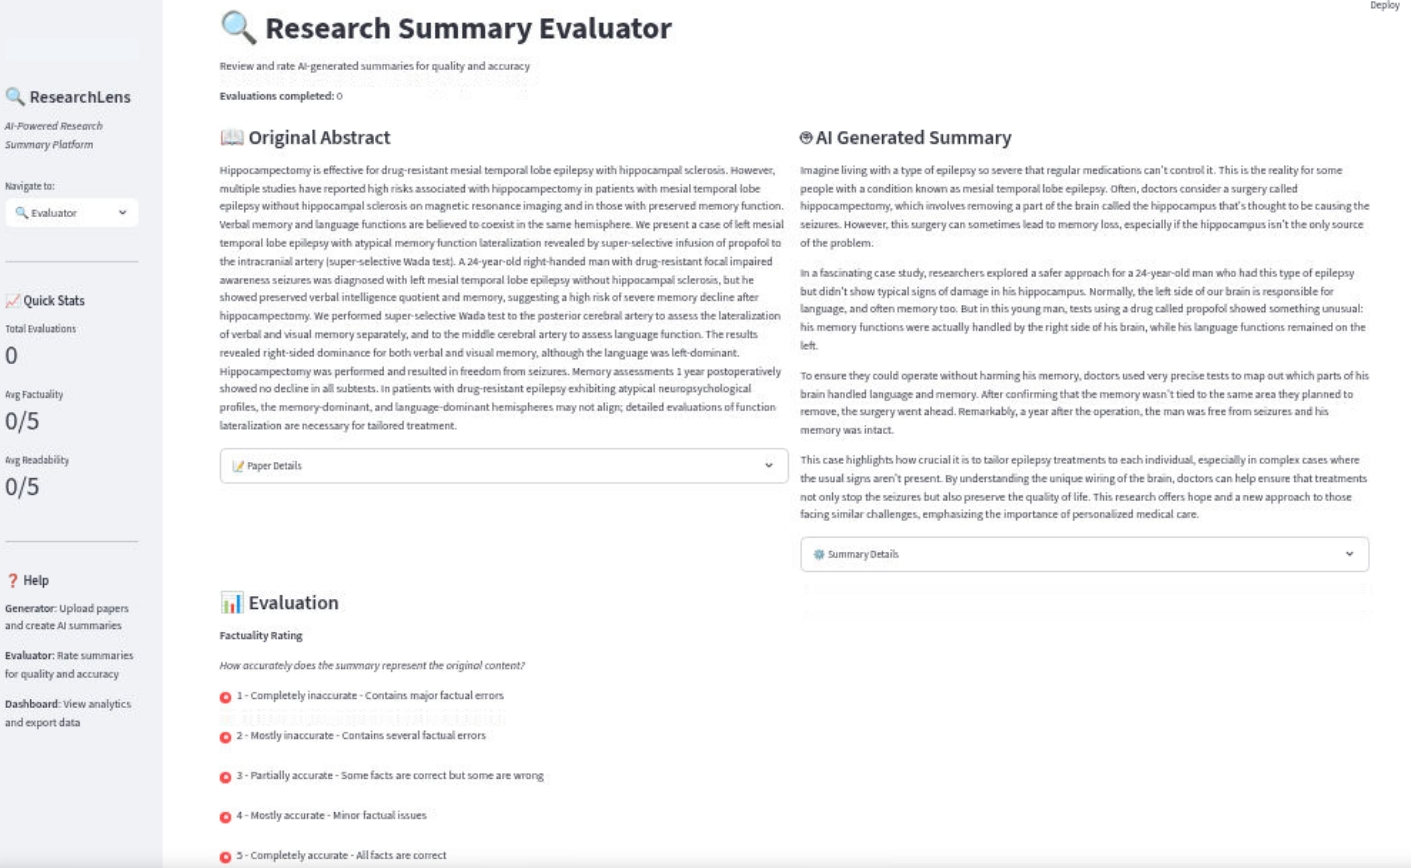 Deploy
🔍 ResearchLens
AI-Powered Research
Summary Platform
Navigate to:
🔍 Evaluator
📈 Quick Stats
Total Evaluations
0
Avg Factuality
0/5
Avg Readability
0/5
❓ Help
Generator: Upload papers
and create AI summaries
Evaluator: Rate summaries
for quality and accuracy
Dashboard: View analytics
and export data
🔍 Research Summary Evaluator
Review and rate AI-generated summaries for quality and accuracy
Evaluations completed: 0
📖 Original Abstract
Hippocampectomy is effective for drug-resistant mesial temporal lobe epilepsy with hippocampal sclerosis. However,
multiple studies have reported high risks associated with hippocampectomy in patients with mesial temporal lobe
epilepsy without hippocampal sclerosis on magnetic resonance imaging and in those with preserved memory function.
Verbal memory and language functions are believed to coexist in the same hemisphere. We present a case of left mesial
temporal lobe epilepsy with atypical memory function lateralization revealed by super-selective infusion of propofol to
the intracranial artery (super-selective Wada test). A 24-year-old right-handed man with drug-resistant focal impaired
awareness seizures was diagnosed with left mesial temporal lobe epilepsy without hippocampal sclerosis, but he
showed preserved verbal intelligence quotient and memory, suggesting a high risk of severe memory decline after
hippocampectomy. We performed super-selective Wada test to the posterior cerebral artery to assess the lateralization
of verbal and visual memory separately, and to the middle cerebral artery to assess language function. The results
revealed right-sided dominance for both verbal and visual memory, although the language was left-dominant.
Hippocampectomy was performed and resulted in freedom from seizures. Memory assessments 1 year postoperatively
showed no decline in all subtests. In patients with drug-resistant epilepsy exhibiting atypical neuropsychological
profiles, the memory-dominant, and language-dominant hemispheres may not align; detailed evaluations of function
lateralization are necessary for tailored treatment.
📝 Paper Details
AI Generated Summary
Imagine living with a type of epilepsy so severe that regular medications can't control it. This is the reality for some
people with a condition known as mesial temporal lobe epilepsy. Often, doctors consider a surgery called
hippocampectomy, which involves removing a part of the brain called the hippocampus that's thought to be causing the
seizures. However, this surgery can sometimes lead to memory loss, especially if the hippocampus isn't the only source
of the problem.
In a fascinating case study, researchers explored a safer approach for a 24-year-old man who had this type of epilepsy
but didn't show typical signs of damage in his hippocampus. Normally, the left side of our brain is responsible for
language, and often memory too. But in this young man, tests using a drug called propofol showed something unusual:
his memory functions were actually handled by the right side of his brain, while his language functions remained on the
left.
To ensure they could operate without harming his memory, doctors used very precise tests to map out which parts of his
brain handled language and memory. After confirming that the memory wasn't tied to the same area they planned to
remove, the surgery went ahead. Remarkably, a year after the operation, the man was free from seizures and his
memory was intact.
This case highlights how crucial it is to tailor epilepsy treatments to each individual, especially in complex cases where
the usual signs aren't present. By understanding the unique wiring of the brain, doctors can help ensure that treatments
not only stop the seizures but also preserve the quality of life. This research offers hope and a new approach to those
facing similar challenges, emphasizing the importance of personalized medical care.
⚙️ Summary Details
📊 Evaluation
Factuality Rating
How accurately does the summary represent the original content?
1 - Completely inaccurate - Contains major factual errors
2 - Mostly inaccurate - Contains several factual errors
3 - Partially accurate - Some facts are correct but some are wrong
4 - Mostly accurate - Minor factual issues
5 - Completely accurate - All facts are correct